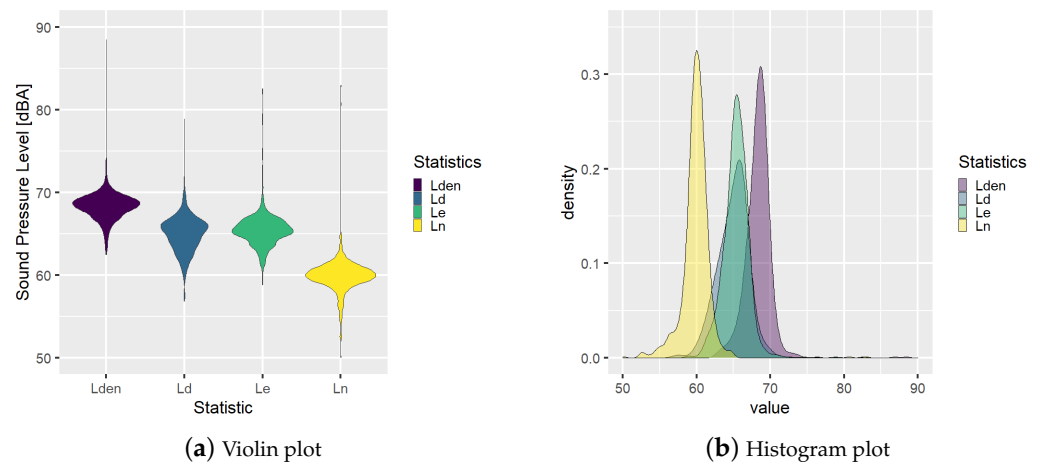 90
80
70
60
50
Sound Pressure Level [dBA]
Lden
Ld
Le
Ln
Statistic
Statistics
Lden
Ld
Le
Ln
(a) Violin plot
0.3
0.2
0.1
0.0
density
50
60
70
80
90
value
Statistics
Lden
Ld
Le
Ln
(b) Histogram plot